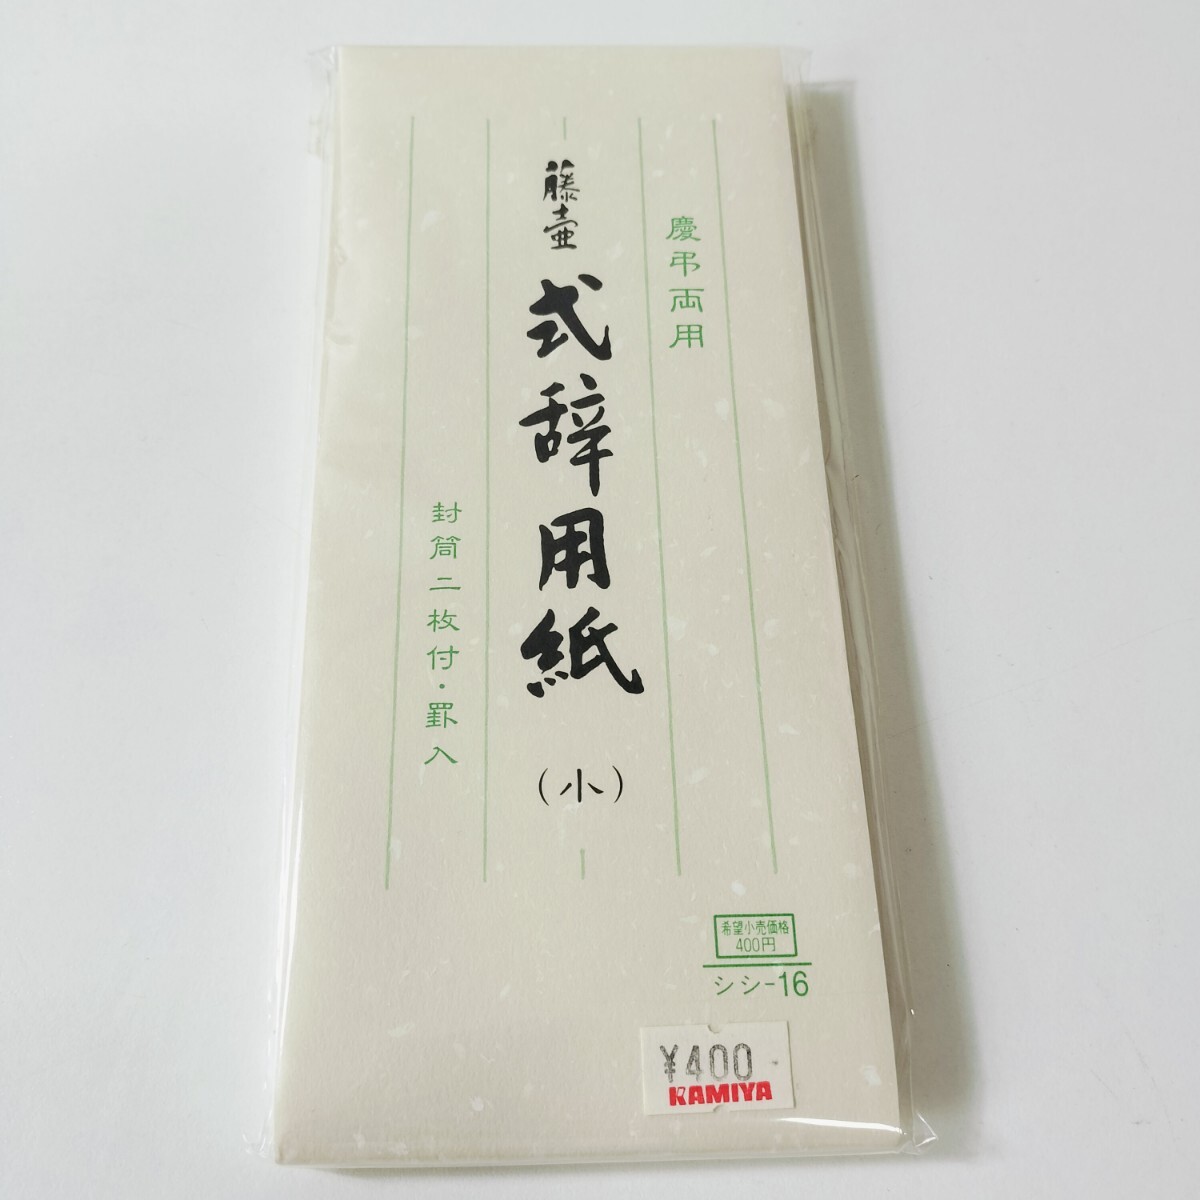 慶弔両用
藤壺
式辞用紙
（小）
封筒二枚付・罫入
希望小売価格
400円
シシ-16
¥400
KAMIYA